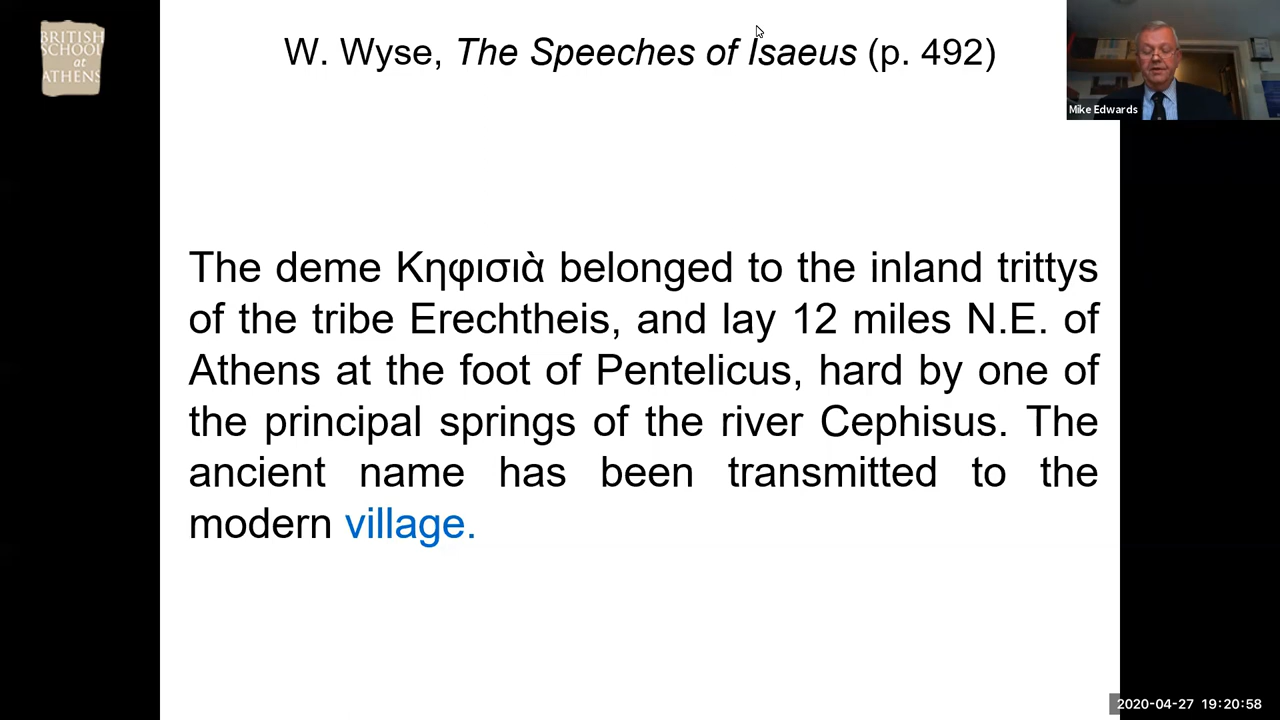 BRITISH
SCHOOL
at
ATHENS
W. Wyse, The Speeches of Isaeus (p. 492)
Mike Edwards
The deme Κηφισιὰ belonged to the inland trittys
of the tribe Erechtheis, and lay 12 miles N.E. of
Athens at the foot of Pentelicus, hard by one of
the principal springs of the river Cephisus. The
ancient name has been transmitted to the
modern village.
2020-04-27 19:20:58